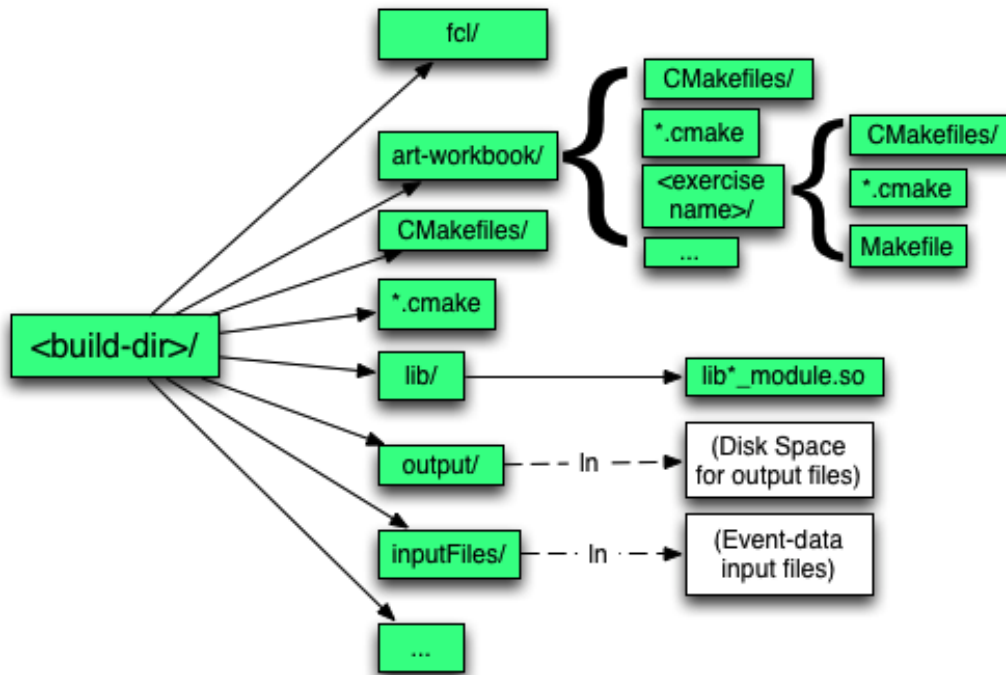 fcl/
CMakefiles/
*.cmake
CMakefiles/
art-workbook/
<exercise
name>/
*.cmake
CMakefiles/
...
Makefile
*.cmake
<build-dir>/
lib/
lib*_module.so
(Disk Space
for output files)
output/
ln
(Event-data
input files)
inputFiles/
ln
...